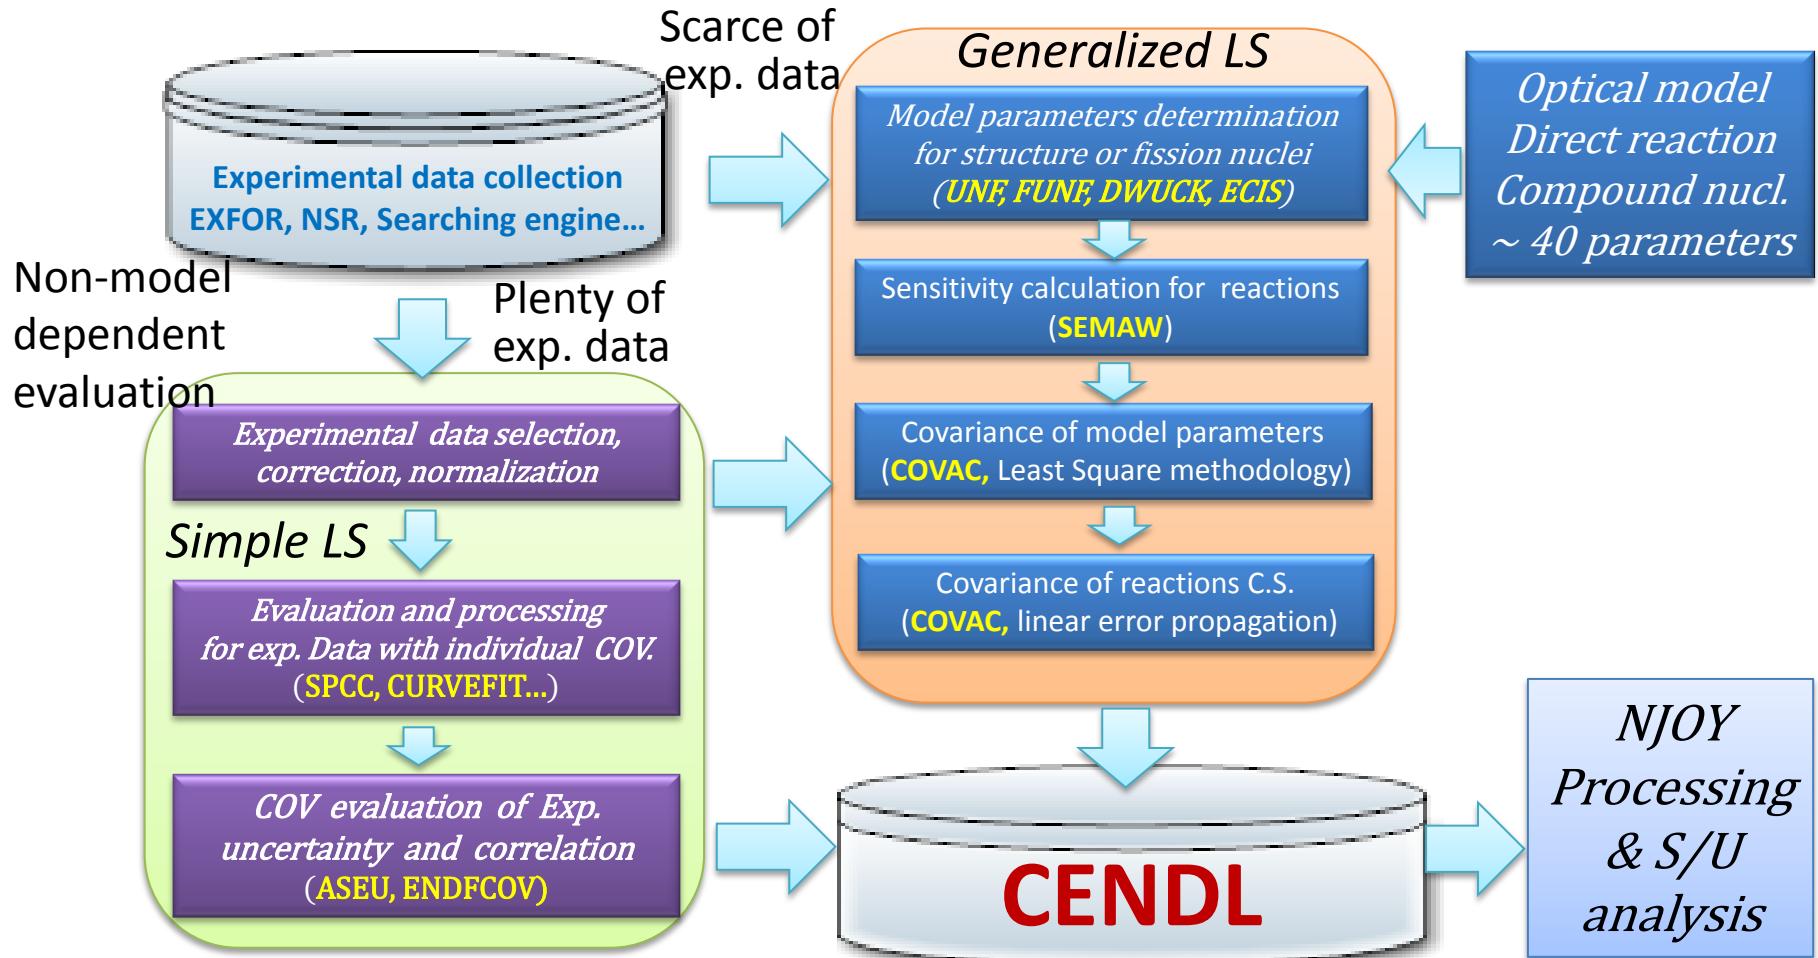 Scarce of
exp. data
Generalized LS
Experimental data collection
EXFOR, NSR, Searching engine...
Model parameters determination
for structure or fission nuclei
(UNF, FUNF, DWUCK, ECIS)
Optical model
Direct reaction
Compound nucl.
~ 40 parameters
Non-model
dependent
evaluation
Plenty of
exp. data
Sensitivity calculation for reactions
(SEMAW)
Experimental data selection,
correction, normalization
Covariance of model parameters
(COVAC, Least Square methodology)
Simple LS
Evaluation and processing
for exp. Data with individual COV.
(SPCC, CURVEFIT...)
Covariance of reactions C.S.
(COVAC, linear error propagation)
COV evaluation of Exp.
uncertainty and correlation
(ASEU, ENDFCOV)
CENDL
NJOY
Processing
& S/U
analysis